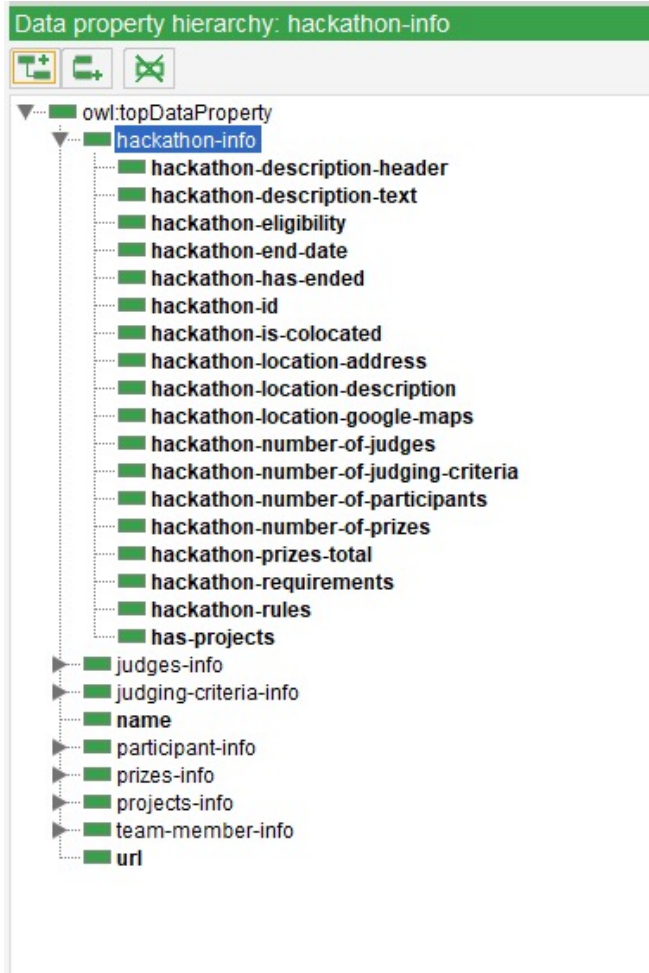 Data property hierarchy: hackathon-info
owl:topDataProperty
hackathon-info
hackathon-description-header
hackathon-description-text
hackathon-eligibility
hackathon-end-date
hackathon-has-ended
hackathon-id
hackathon-is-colocated
hackathon-location-address
hackathon-location-description
hackathon-location-google-maps
hackathon-number-of-judges
hackathon-number-of-judging-criteria
hackathon-number-of-participants
hackathon-number-of-prizes
hackathon-prizes-total
hackathon-requirements
hackathon-rules
has-projects
judges-info
judging-criteria-info
name
participant-info
prizes-info
projects-info
team-member-info
url